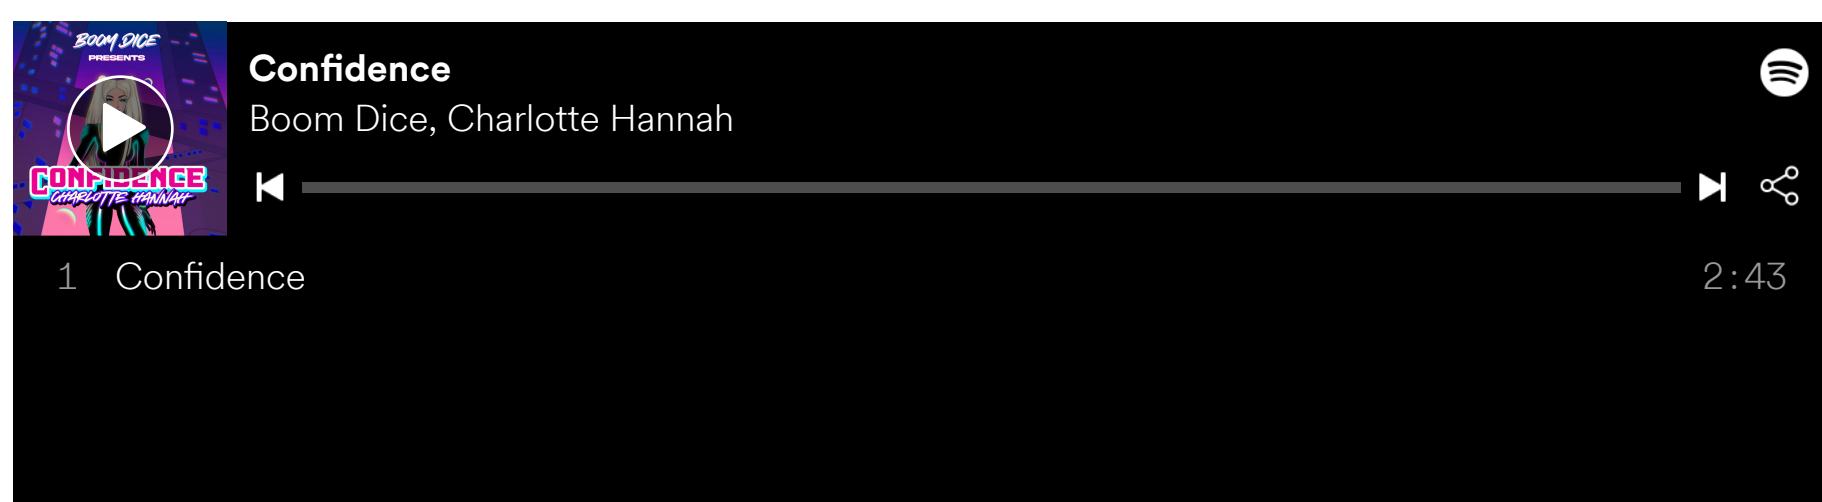 BOOM DICE
PRESENTS
CONFIDENCE
CHARLOTTE HANNAH
Confidence
Boom Dice, Charlotte Hannah
1 Confidence 2:43